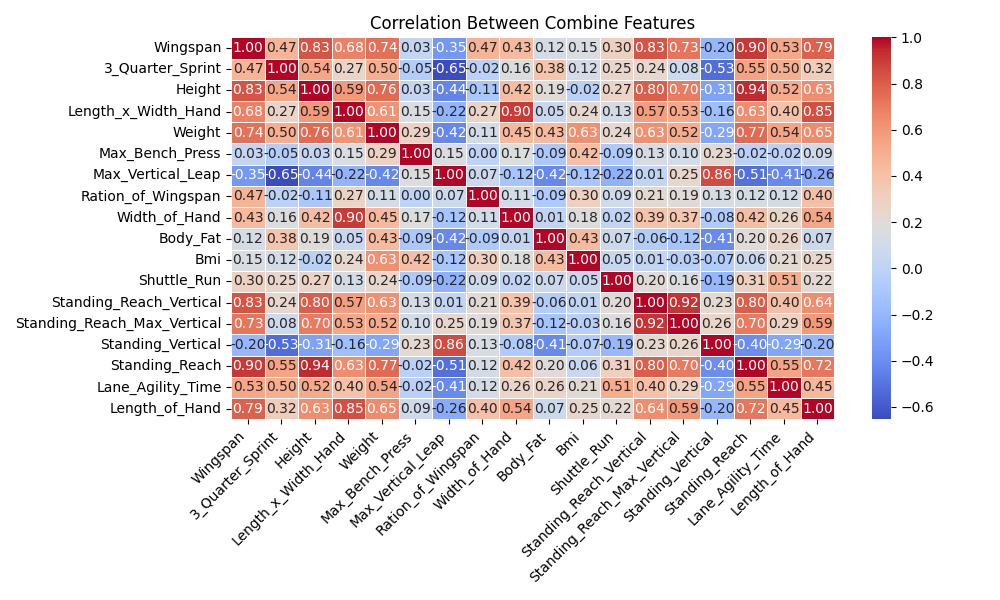 Correlation Between Combine Features
Wingspan 1.00 0.47 0.83 0.68 0.74 0.03 -0.35 0.47 0.43 0.12 0.15 0.30 0.83 0.73 -0.20 0.90 0.53 0.79
3_Quarter_Sprint 0.47 1.00 0.54 0.27 0.50 -0.05 -0.65 -0.02 0.16 0.38 0.12 0.25 0.24 0.08 -0.53 0.55 0.50 0.32
Height 0.83 0.54 1.00 0.59 0.76 0.03 -0.44 -0.11 0.42 0.19 -0.02 0.27 0.80 0.70 -0.31 0.94 0.52 0.63
Length_x_Width_Hand 0.68 0.27 0.59 1.00 0.61 0.15 -0.22 0.27 0.90 0.05 0.24 0.13 0.57 0.53 -0.16 0.63 0.40 0.85
Weight 0.74 0.50 0.76 0.61 1.00 0.29 -0.42 0.11 0.45 0.43 0.63 0.24 0.63 0.52 -0.29 0.77 0.54 0.65
Max_Bench_Press 0.03 -0.05 0.03 0.15 0.29 1.00 0.15 0.00 0.17 -0.09 0.42 -0.09 0.13 0.10 0.23 -0.02 -0.02 0.09
Max_Vertical_Leap -0.35 -0.65 -0.44 -0.22 -0.42 0.15 1.00 0.07 -0.12 -0.42 -0.12 -0.22 0.01 0.25 0.86 -0.51 -0.41 -0.26
Ration_of_Wingspan 0.47 -0.02 -0.11 0.27 0.11 0.00 0.07 1.00 0.11 -0.09 0.30 0.09 0.21 0.19 0.13 0.12 0.12 0.40
Width_of_Hand 0.43 0.16 0.42 0.90 0.45 0.17 -0.12 0.11 1.00 0.01 0.18 0.02 0.39 0.37 -0.08 0.42 0.26 0.54
Body_Fat 0.12 0.38 0.19 0.05 0.43 -0.09 -0.42 -0.09 0.01 1.00 0.43 0.07 -0.06 -0.12 -0.41 0.20 0.26 0.07
Bmi 0.15 0.12 -0.02 0.24 0.63 0.42 -0.12 0.30 0.18 0.43 1.00 0.05 0.01 -0.03 -0.07 0.06 0.21 0.25
Shuttle_Run 0.30 0.25 0.27 0.13 0.24 -0.09 -0.22 0.09 0.02 0.07 0.05 1.00 0.20 0.16 -0.19 0.31 0.51 0.22
Standing_Reach_Vertical 0.83 0.24 0.80 0.57 0.63 0.13 0.01 0.21 0.39 -0.06 0.01 0.20 1.00 0.92 0.23 0.80 0.40 0.64
Standing_Reach_Max_Vertical 0.73 0.08 0.70 0.53 0.52 0.10 0.25 0.19 0.37 -0.12 -0.03 0.16 0.92 1.00 0.26 0.70 0.29 0.59
Standing_Vertical -0.20 -0.53 -0.31 -0.16 -0.29 0.23 0.86 0.13 -0.08 -0.41 -0.07 -0.19 0.23 0.26 1.00 -0.40 -0.29 -0.20
Standing_Reach 0.90 0.55 0.94 0.63 0.77 -0.02 -0.51 0.12 0.42 0.20 0.06 0.31 0.80 0.70 -0.40 1.00 0.55 0.72
Lane_Agility_Time 0.53 0.50 0.52 0.40 0.54 -0.02 -0.41 0.12 0.26 0.26 0.21 0.51 0.40 0.29 -0.29 0.55 1.00 0.45
Length_of_Hand 0.79 0.32 0.63 0.85 0.65 0.09 -0.26 0.40 0.54 0.07 0.25 0.22 0.64 0.59 -0.20 0.72 0.45 1.00
Wingspan
3_Quarter_Sprint
Height
Length_x_Width_Hand
Weight
Max_Bench_Press
Max_Vertical_Leap
Ration_of_Wingspan
Width_of_Hand
Body_Fat
Bmi
Shuttle_Run
Standing_Reach_Vertical
Standing_Reach_Max_Vertical
Standing_Vertical
Standing_Reach
Lane_Agility_Time
Length_of_Hand
1.0
0.8
0.6
0.4
0.2
0.0
−0.2
−0.4
−0.6